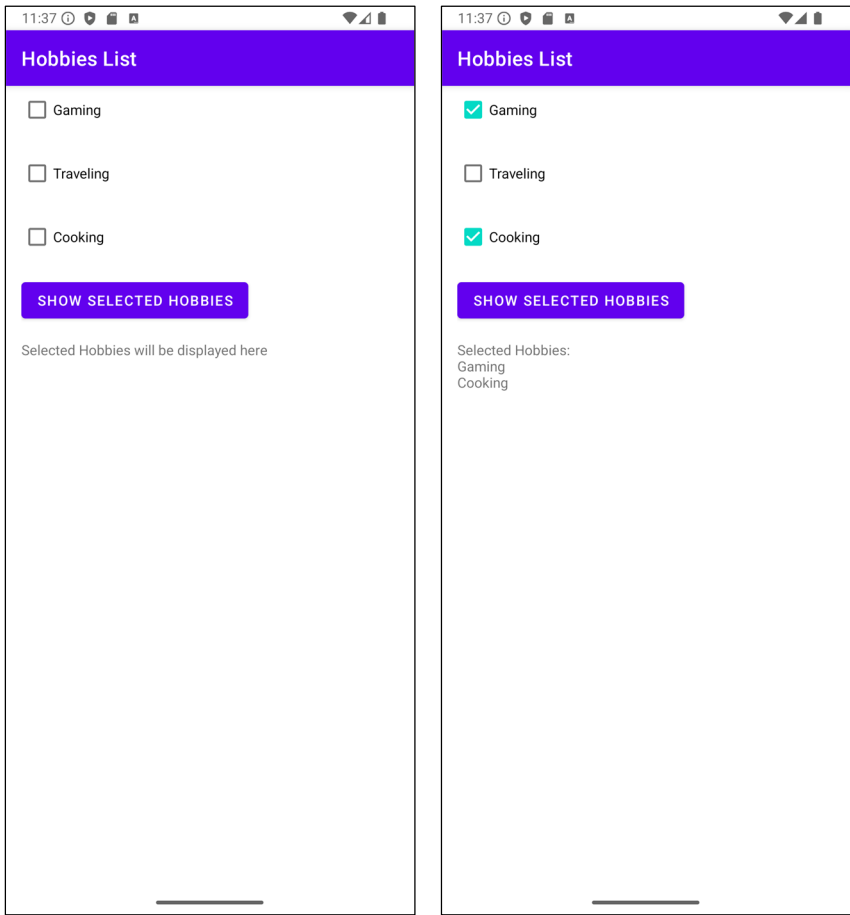 11:37
Hobbies List
Gaming
Traveling
Cooking
SHOW SELECTED HOBBIES
Selected Hobbies will be displayed here
11:37
Hobbies List
Gaming
Traveling
Cooking
SHOW SELECTED HOBBIES
Selected Hobbies:
Gaming
Cooking